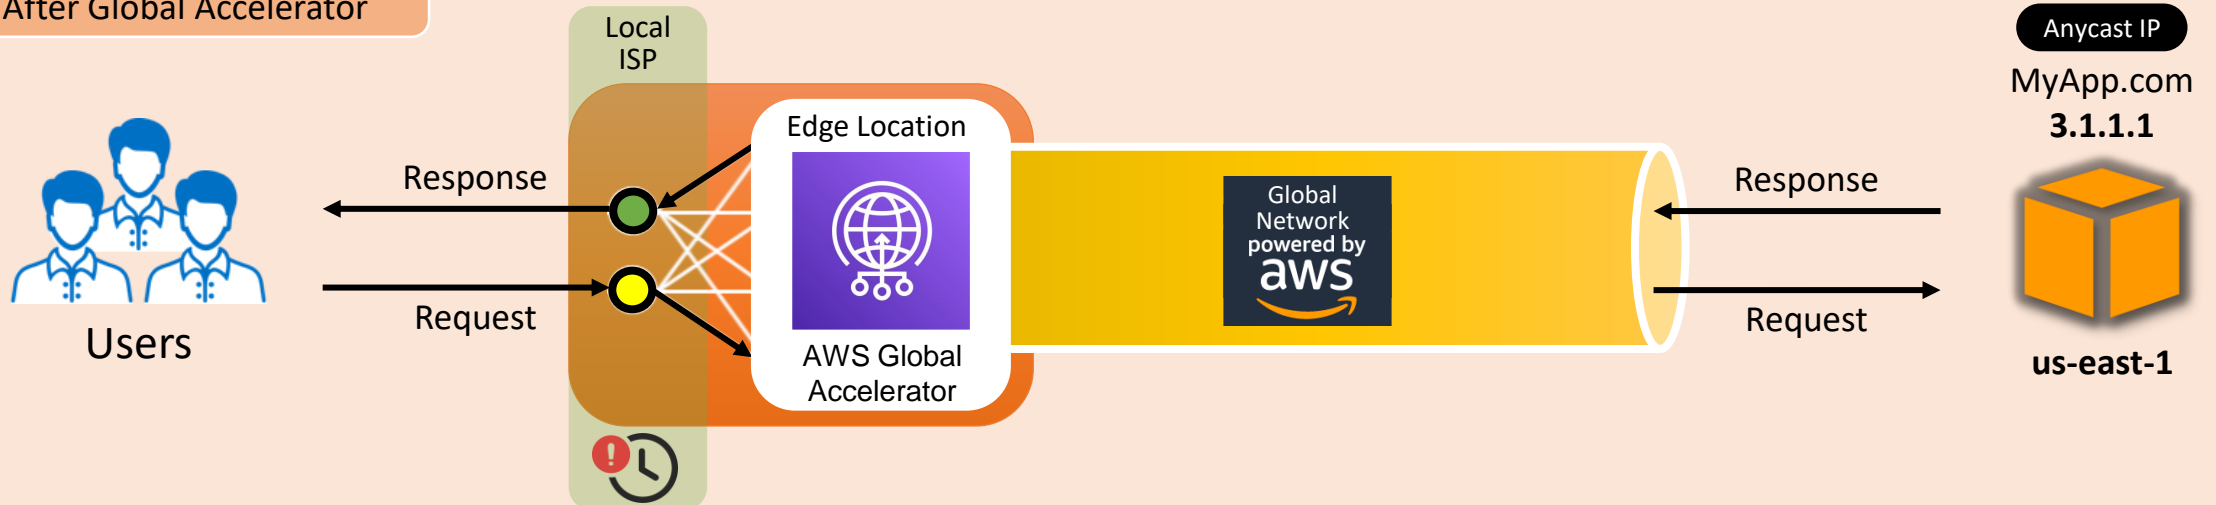 After Global Accelerator
Local
ISP
Anycast IP
MyApp.com
3.1.1.1
Edge Location
Response
Request
Users
AWS Global
Accelerator
Global
Network
powered by
aws
Response
Request
us-east-1